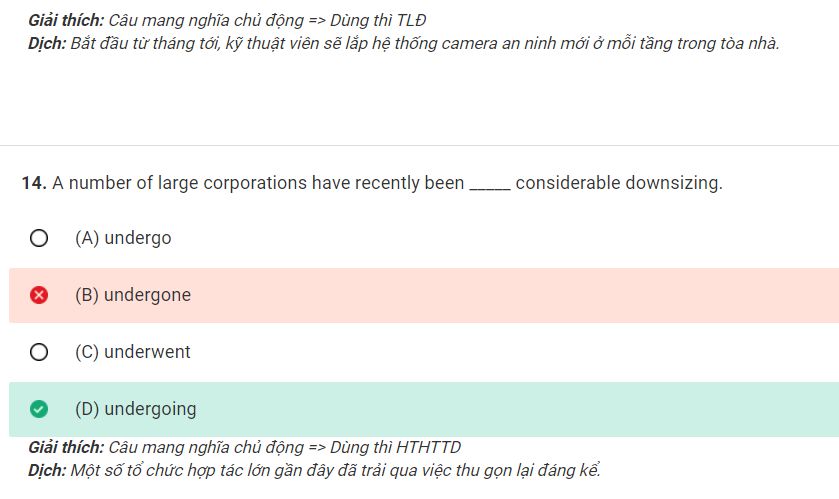 Giải thích: Câu mang nghĩa chủ động => Dùng thì TLĐ
Dịch: Bắt đầu từ tháng tới, kỹ thuật viên sẽ lắp hệ thống camera an ninh mới ở mỗi tầng trong tòa nhà.
14. A number of large corporations have recently been _____ considerable downsizing.
(A) undergo
(B) undergone
(C) underwent
(D) undergoing
Giải thích: Câu mang nghĩa chủ động => Dùng thì HTHTTD
Dịch: Một số tổ chức hợp tác lớn gần đây đã trải qua việc thu gọn lại đáng kể.